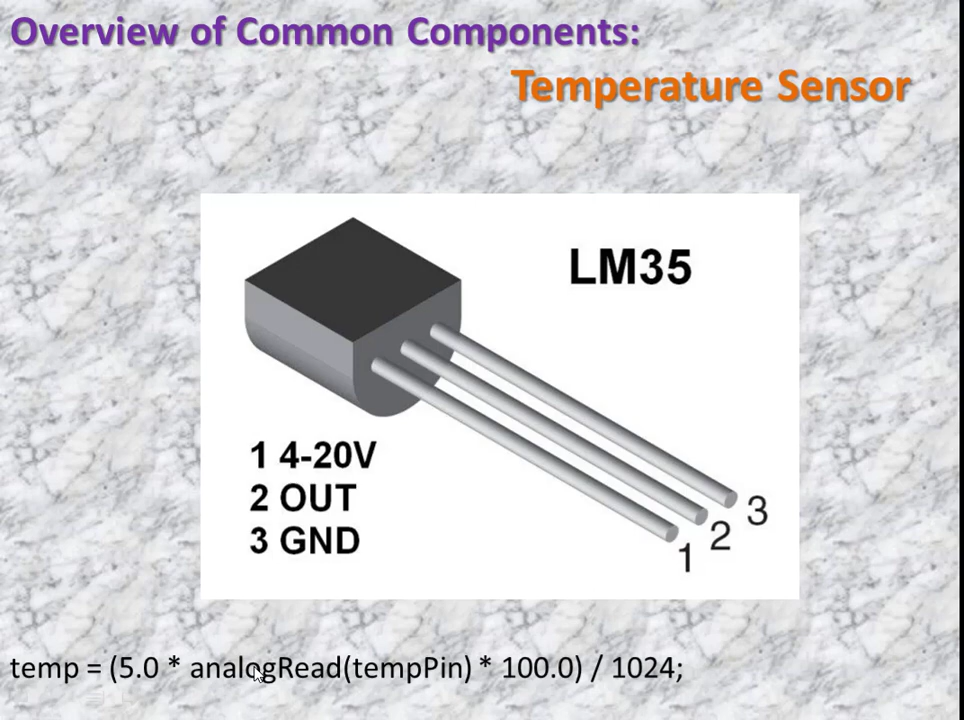 Overview of Common Components:
Temperature Sensor
LM35
1 4-20V
2 OUT
3 GND
1
2
3
temp = (5.0 * analogRead(tempPin) * 100.0) / 1024;